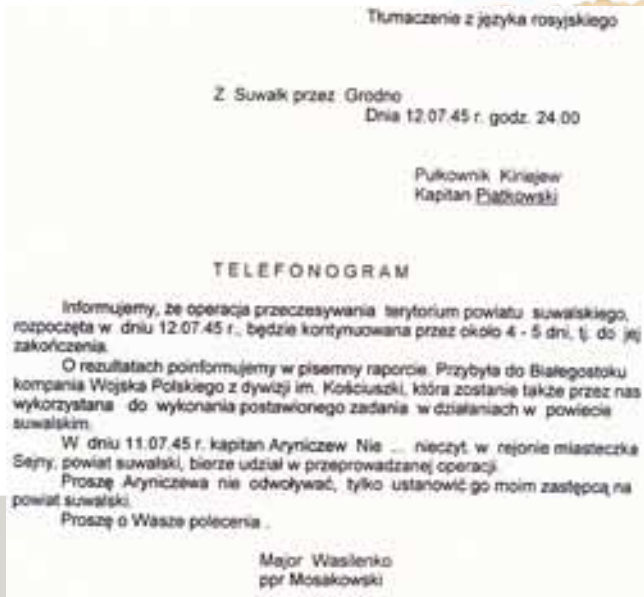 Tłumaczenie z języka rosyjskiego
Z Suwałk przez Grodno
Dnia 12.07.45 r. godz. 24.00
Pułkownik Kiriejew
Kapitan Piatkowski
TELEFONOGRAM
Informujemy, że operacja przeczesywania terytorium powiatu suwalskiego,
rozpoczęta w dniu 12.07.45 r., będzie kontynuowana przez około 4 - 5 dni, tj. do jej
zakończenia.
O rezultatach poinformujemy w pisemny raporcie. Przybyła do Białegostoku
kompania Wojska Polskiego z dywizji im. Kościuszki, która zostanie także przez nas
wykorzystana do wykonania postawionego zadania w działaniach w powiecie
suwalskim.
W dniu 11.07.45 r. kapitan Aryniczew Nie ... nieczyt. w rejonie miasteczka
Sejny, powiat suwalski, bierze udział w przeprowadzanej operacji.
Proszę Aryniczewa nie odwoływać, tylko ustanowić go moim zastępcą na
powiat suwalski.
Proszę o Wasze polecenia .
Major Wasilenko
ppr Mosakowski